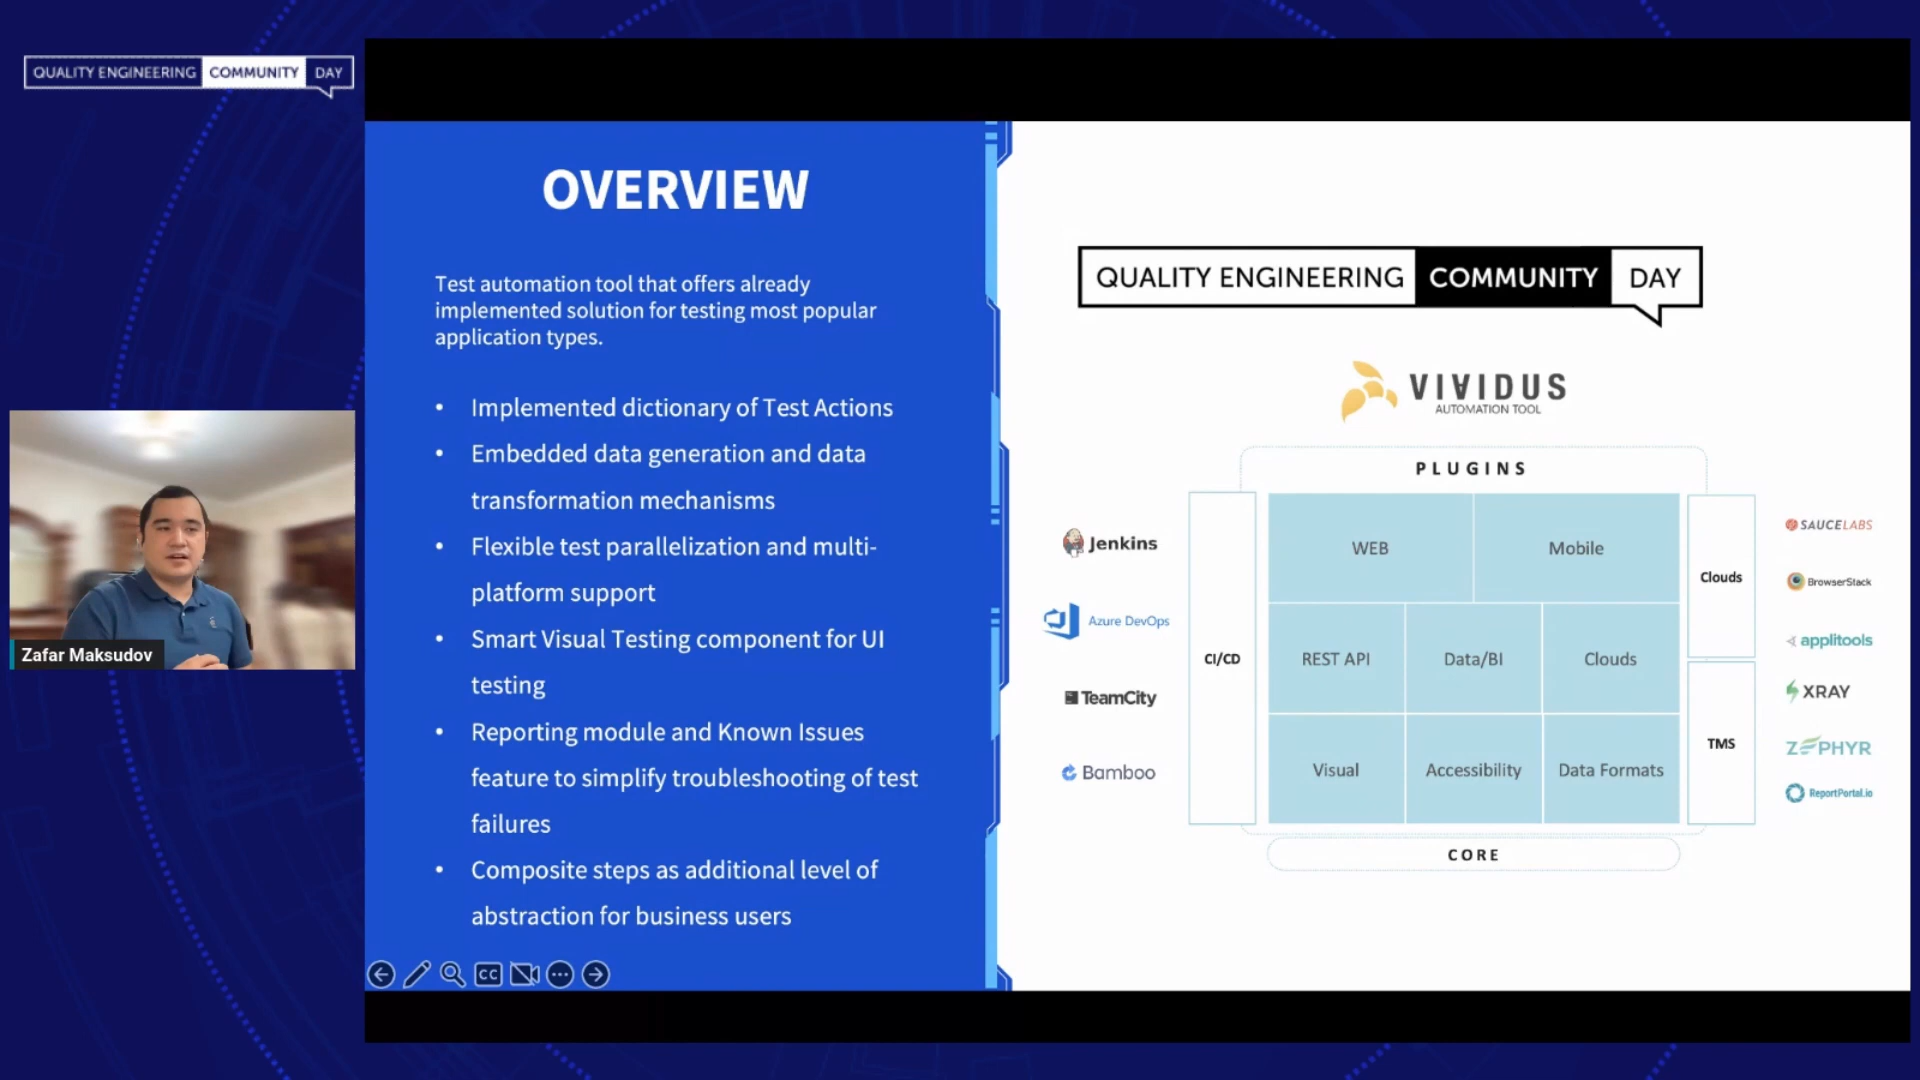 QUALITY ENGINEERING COMMUNITY DAY
Zafar Maksudov
OVERVIEW
Test automation tool that offers already
implemented solution for testing most popular
application types.
• Implemented dictionary of Test Actions
• Embedded data generation and data
transformation mechanisms
• Flexible test parallelization and multi-
platform support
• Smart Visual Testing component for UI
testing
• Reporting module and Known Issues
feature to simplify troubleshooting of test
failures
• Composite steps as additional level of
abstraction for business users
CC
QUALITY ENGINEERING COMMUNITY DAY
VIVIDUS
AUTOMATION TOOL
PLUGINS
Jenkins
Azure DevOps
TeamCity
Bamboo
CI/CD
WEB
Mobile
REST API
Data/BI
Clouds
Visual
Accessibility
Data Formats
Clouds
TMS
SAUCELABS
BrowserStack
applitools
XRAY
ZEPHYR
ReportPortal.io
CORE